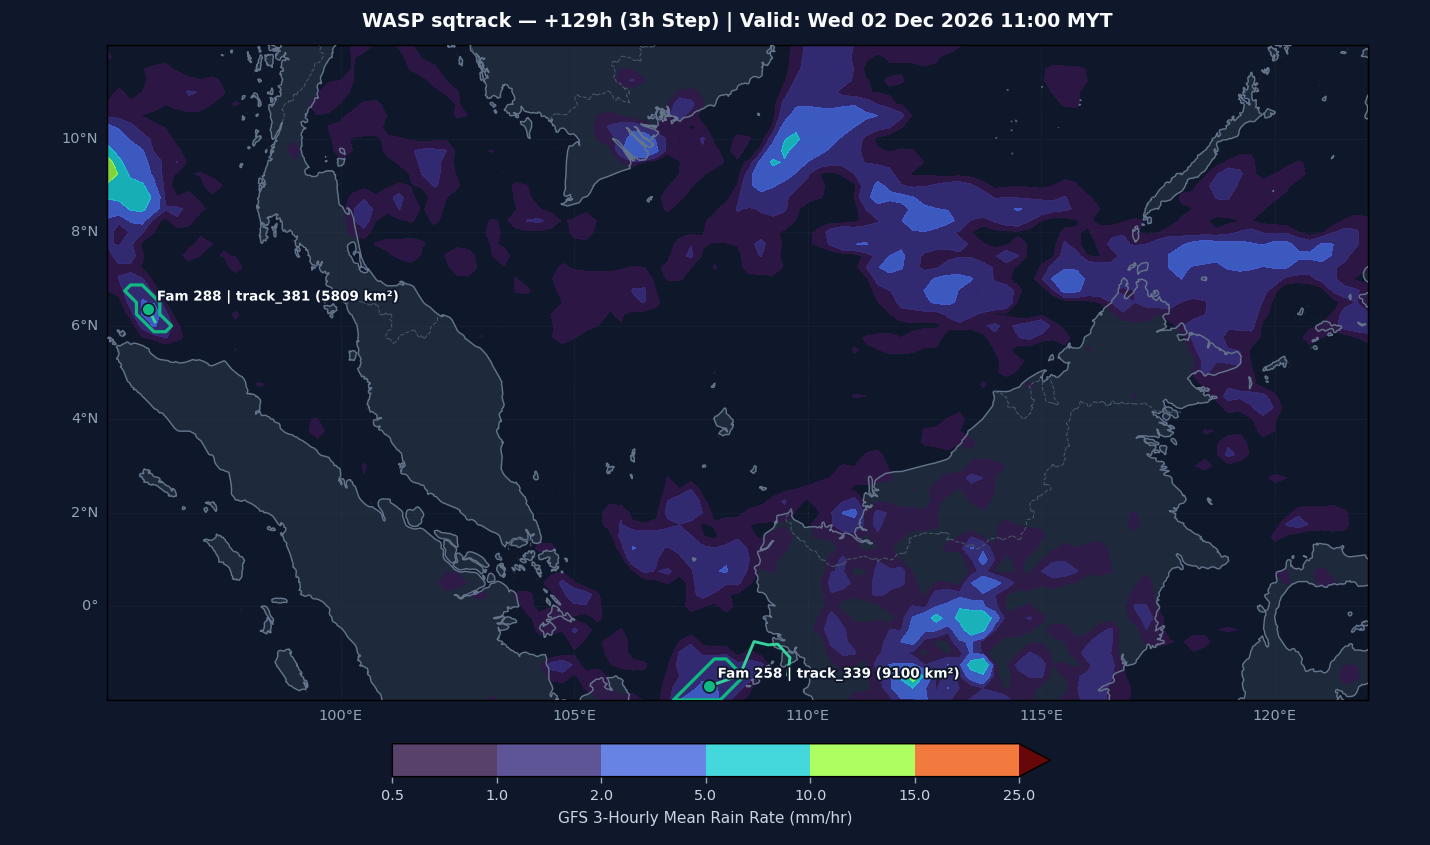 WASP sqtrack — +129h (3h Step) | Valid: Wed 02 Dec 2026 11:00 MYT
10°N
8°N
Fam 288 | track_381 (5809 km²)
6°N
4°N
2°N
0°
Fam 258 | track_339 (9100 km²)
100°E 105°E 110°E 115°E 120°E
0.5 1.0 2.0 5.0 10.0 15.0 25.0
GFS 3-Hourly Mean Rain Rate (mm/hr)